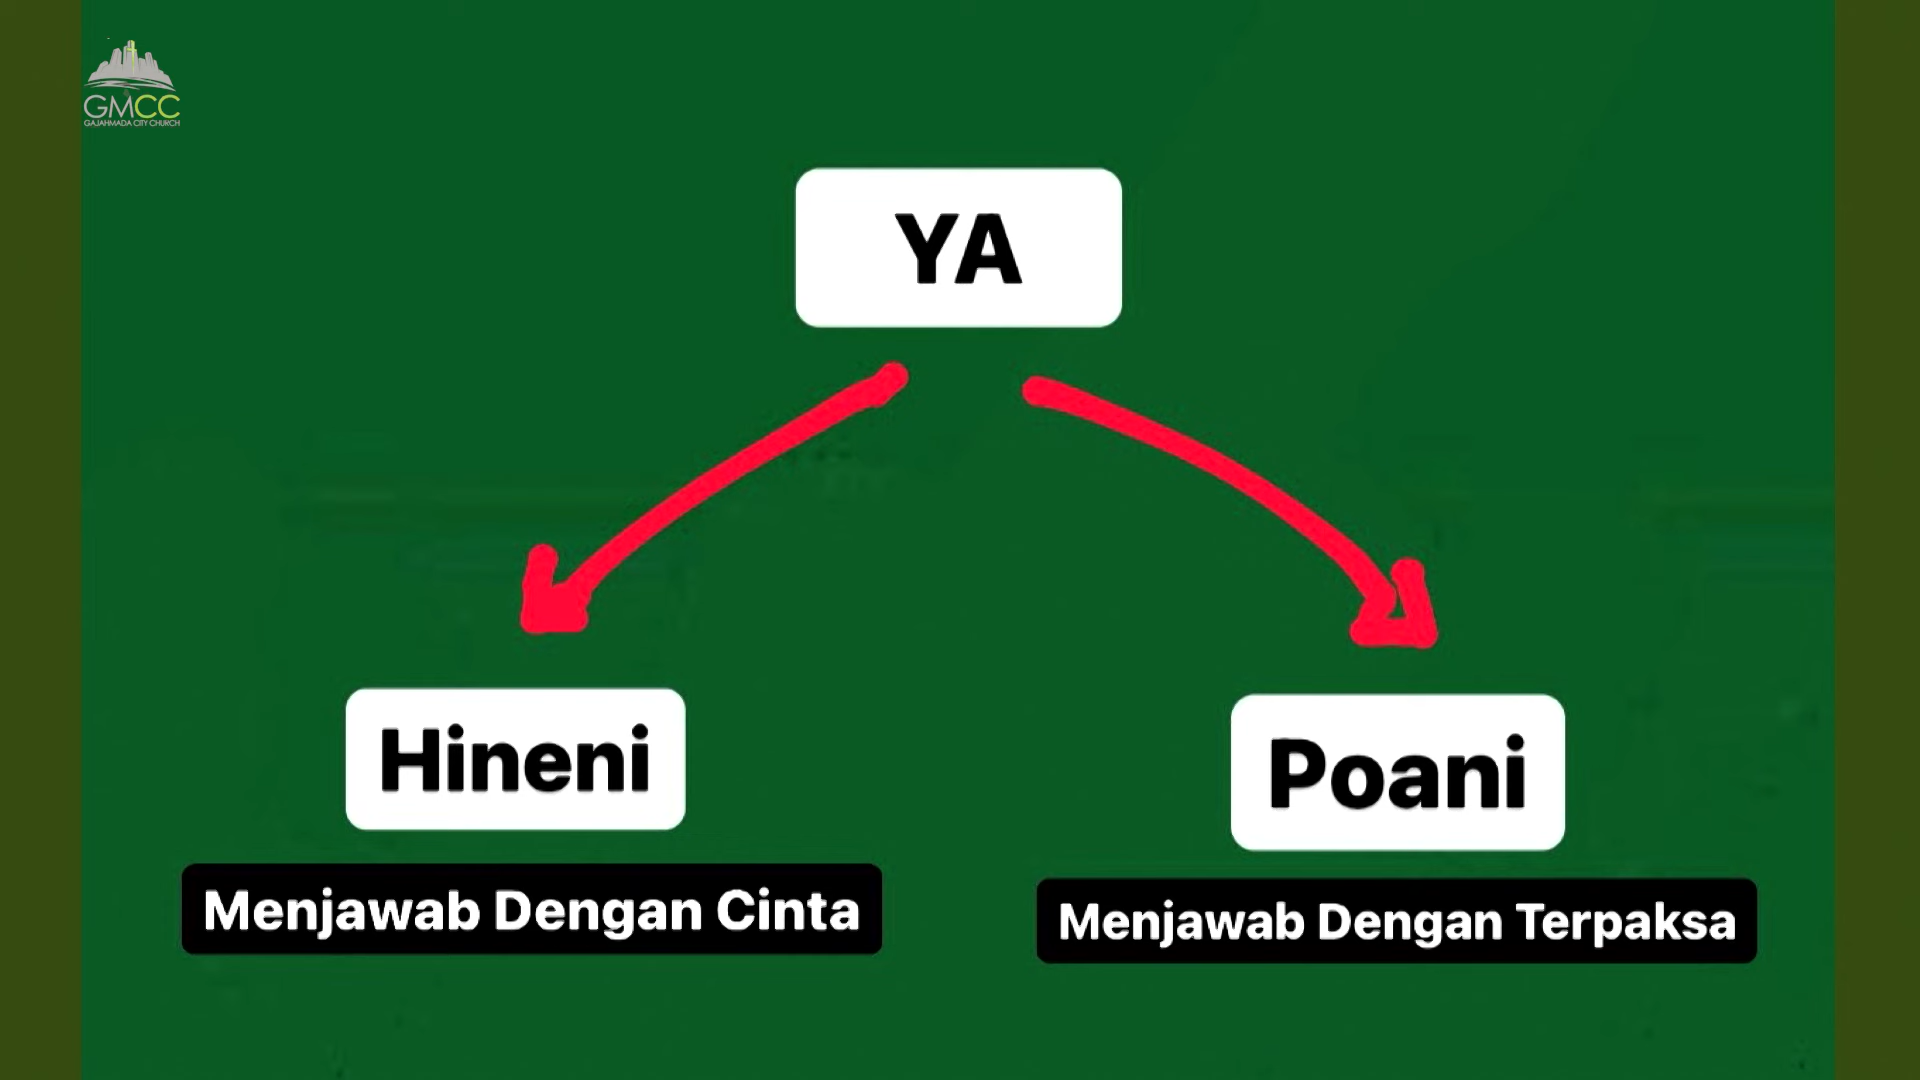 GMCC
GAJAHMADA CITY CHURCH
YA
Hineni
Poani
Menjawab Dengan Cinta
Menjawab Dengan Terpaksa